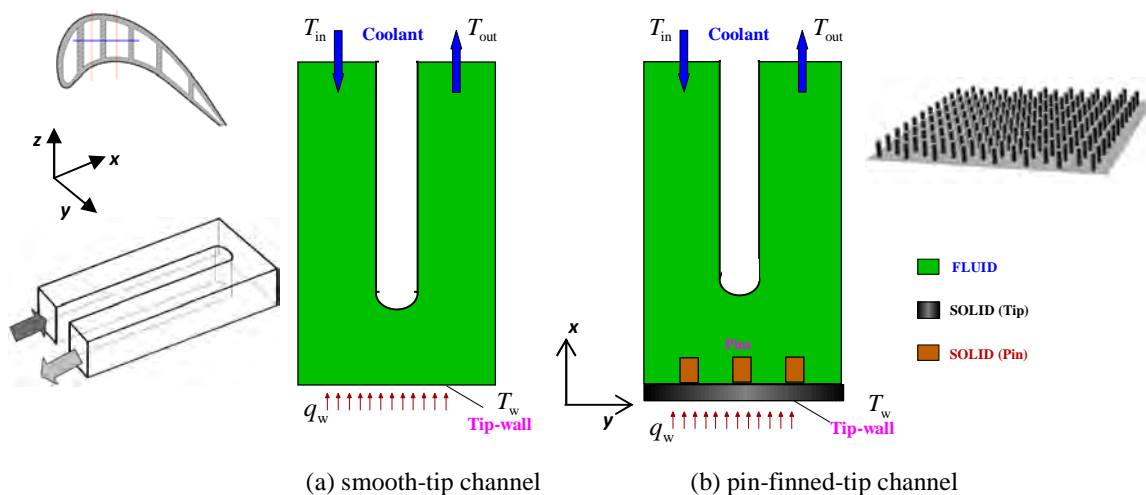 T_in Coolant T_out
T_in Coolant T_out
z
x
y
FLUID
SOLID (Tip)
Pins
SOLID (Pin)
x
y
q_w T_w
Tip-wall
q_w T_w
Tip-wall
(a) smooth-tip channel
(b) pin-finned-tip channel